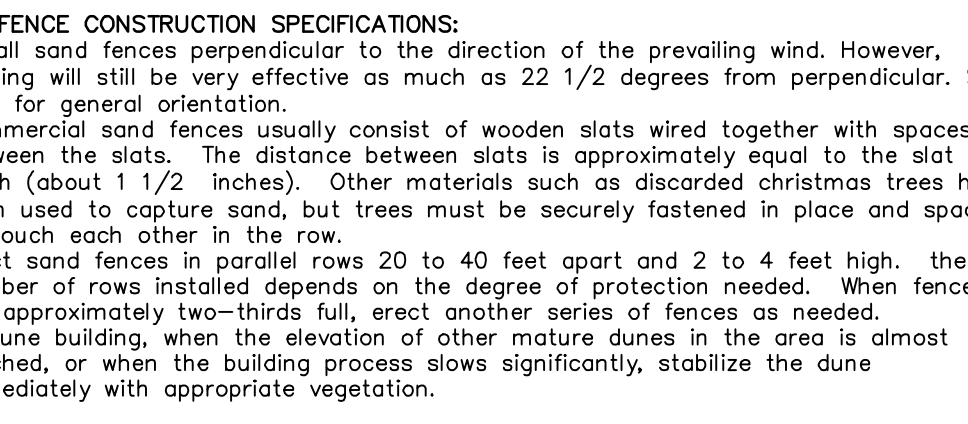 FENCE CONSTRUCTION SPECIFICATIONS:
all sand fences perpendicular to the direction of the prevailing wind. However,
ing will still be very effective as much as 22 1/2 degrees from perpendicular.
for general orientation.
mercial sand fences usually consist of wooden slats wired together with spaces
ween the slats. The distance between slats is approximately equal to the slat
h (about 1 1/2 inches). Other materials such as discarded christmas trees h
used to capture sand, but trees must be securely fastened in place and spac
ouch each other in the row.
ct sand fences in parallel rows 20 to 40 feet apart and 2 to 4 feet high. the
ber of rows installed depends on the degree of protection needed. When fence
approximately two-thirds full, erect another series of fences as needed.
une building, when the elevation of other mature dunes in the area is almost
ched, or when the building process slows significantly, stabilize the dune
ediately with appropriate vegetation.